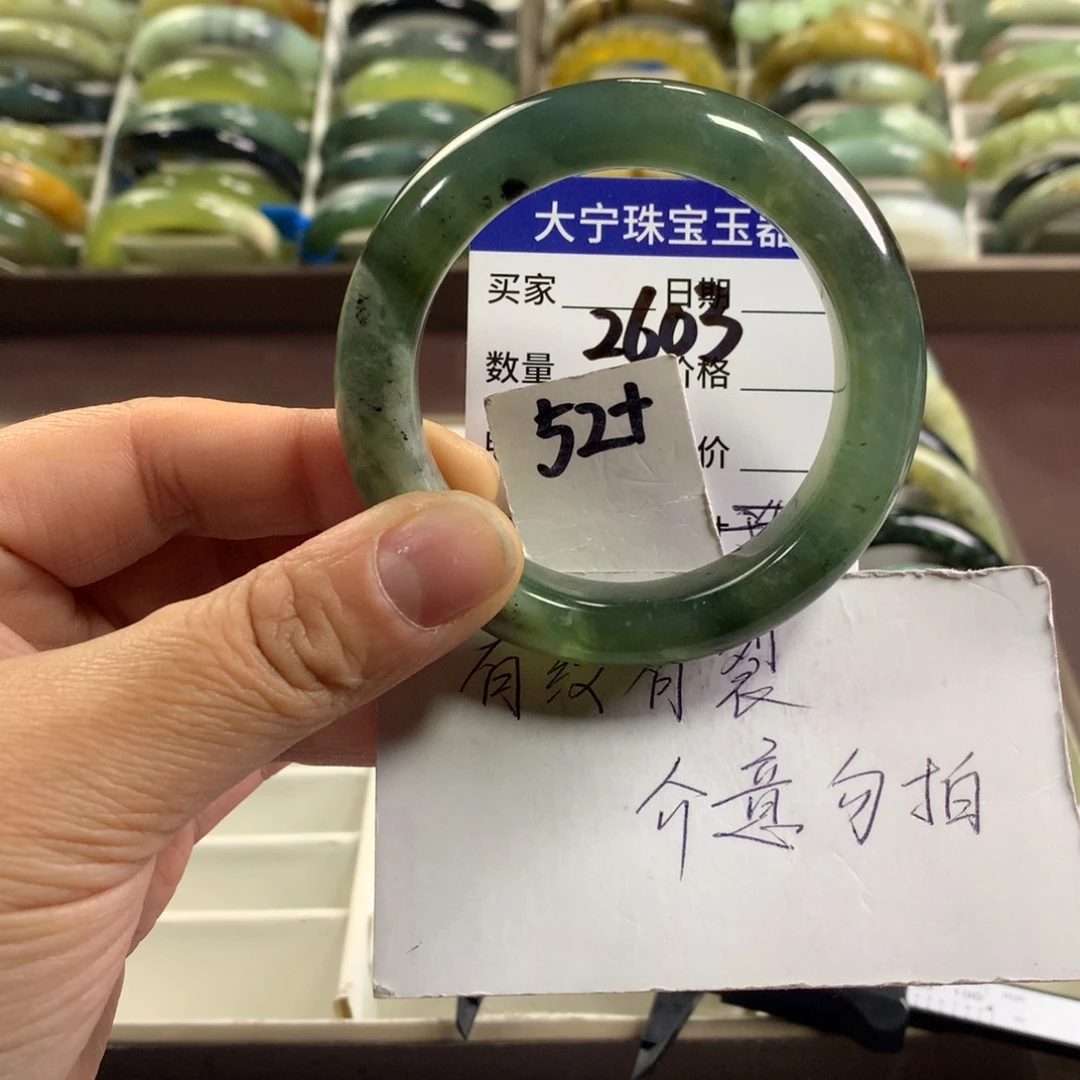 大宁珠宝玉器
买家 日期
2603
数量 价格
52+
价
有纹有裂
介意勿拍